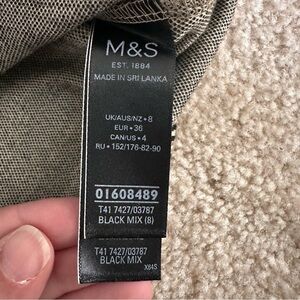 M&S
EST. 1884
MADE IN SRI LANKA
UK/AUS/NZ • 8
EUR • 36
CAN/US • 4
RU • 152/176-82-90
01608489
T41 7427/03787
BLACK MIX (8)
T41 7427/03787
BLACK MIX
X84S